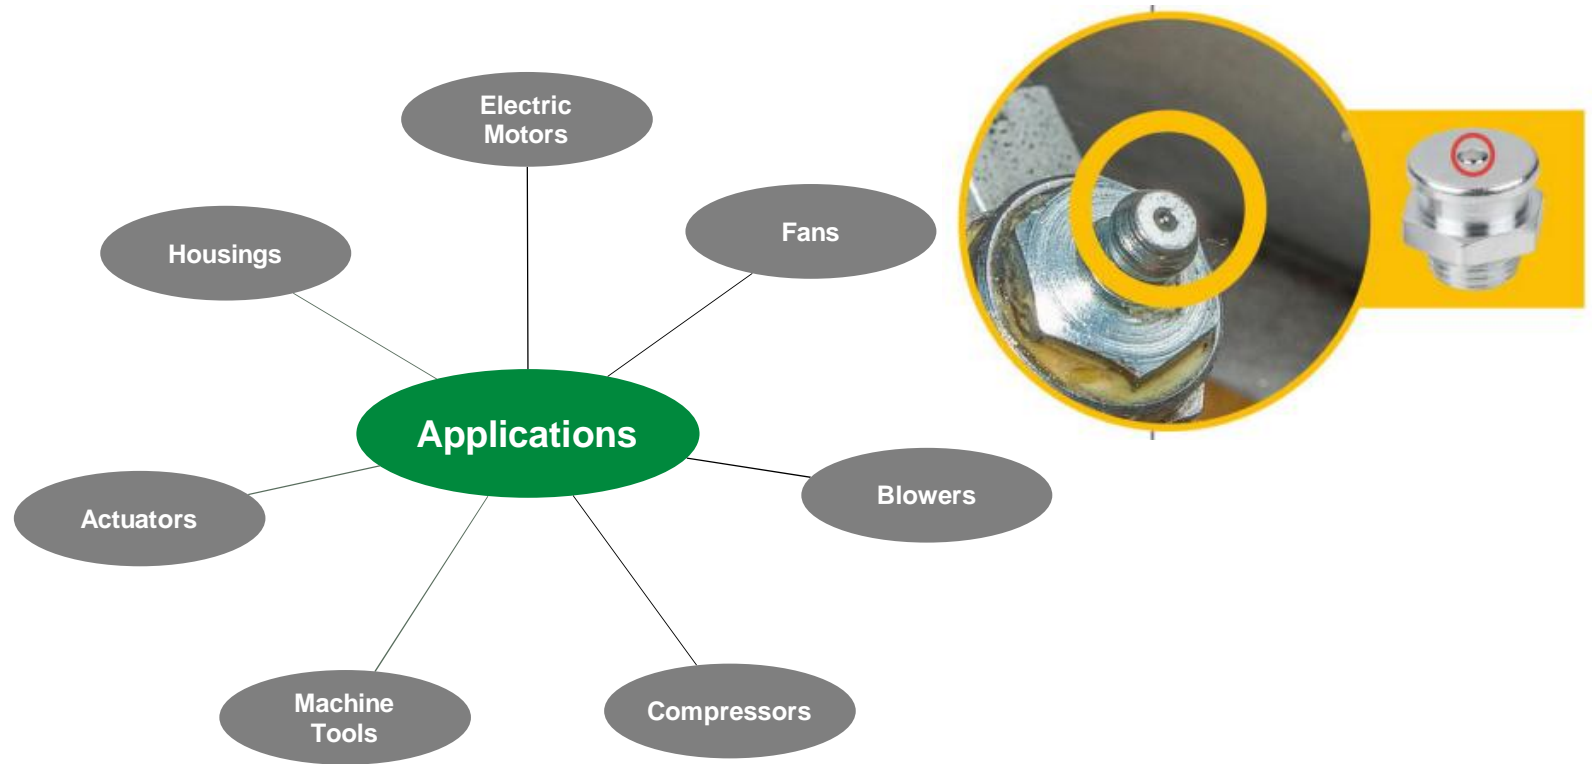 Electric
Motors
Fans
Housings
Applications
Blowers
Actuators
Machine
Tools
Compressors